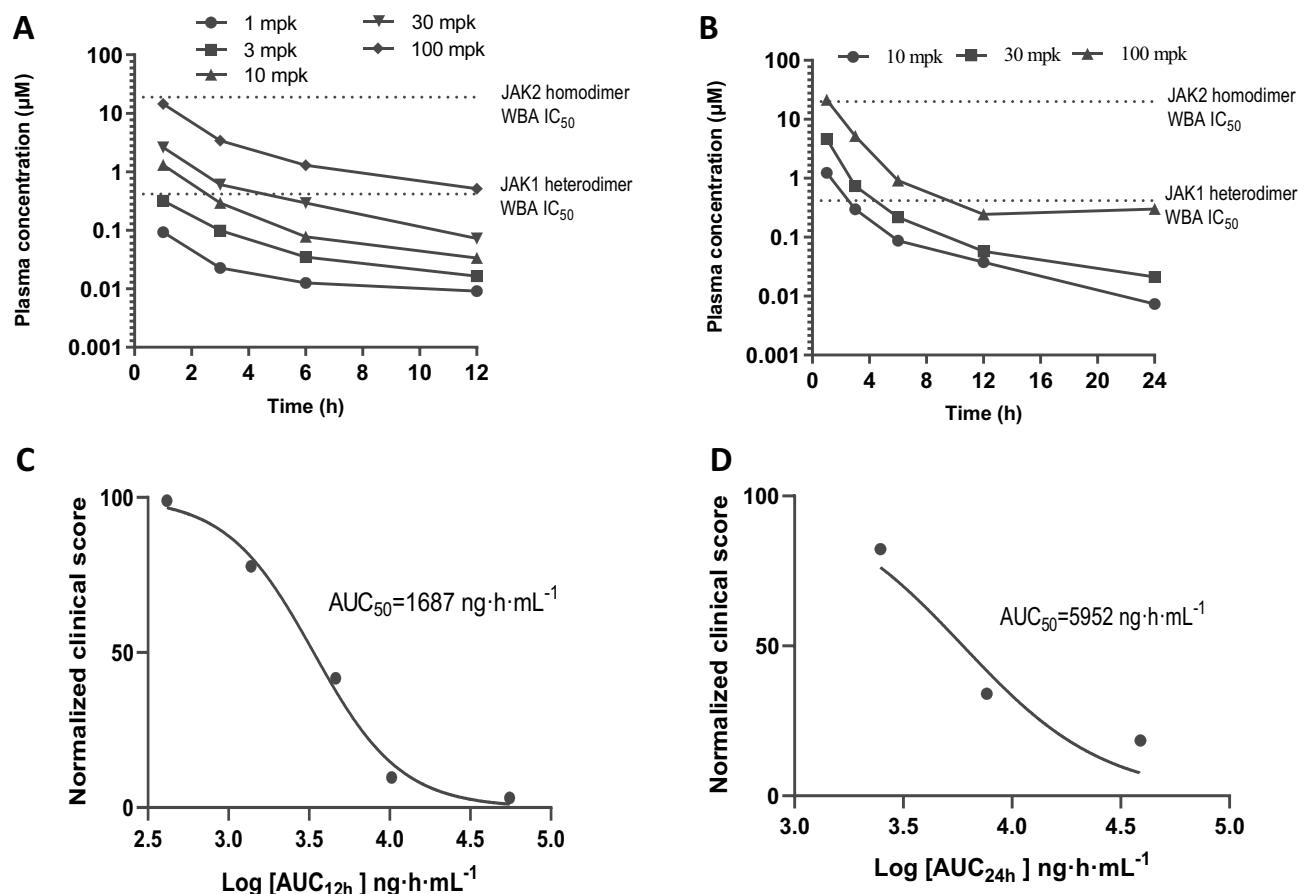 A
1 mpk
3 mpk
10 mpk
30 mpk
100 mpk
Plasma concentration (µM)
100
10
1
0.1
0.01
0.001
0 2 4 6 8 10 12
Time (h)
JAK2 homodimer
WBA IC50
JAK1 heterodimer
WBA IC50
B
10 mpk 30 mpk 100 mpk
Plasma concentration (µM)
100
10
1
0.1
0.01
0.001
0 4 8 12 16 20 24
Time (h)
JAK2 homodimer
WBA IC50
JAK1 heterodimer
WBA IC50
C
Normalized clinical score
100
50
0
AUC50=1687 ng·h·mL-1
2.5 3.0 3.5 4.0 4.5 5.0
Log [AUC12h] ng·h·mL-1
D
Normalized clinical score
100
50
0
AUC50=5952 ng·h·mL-1
3.0 3.5 4.0 4.5 5.0
Log [AUC24h] ng·h·mL-1